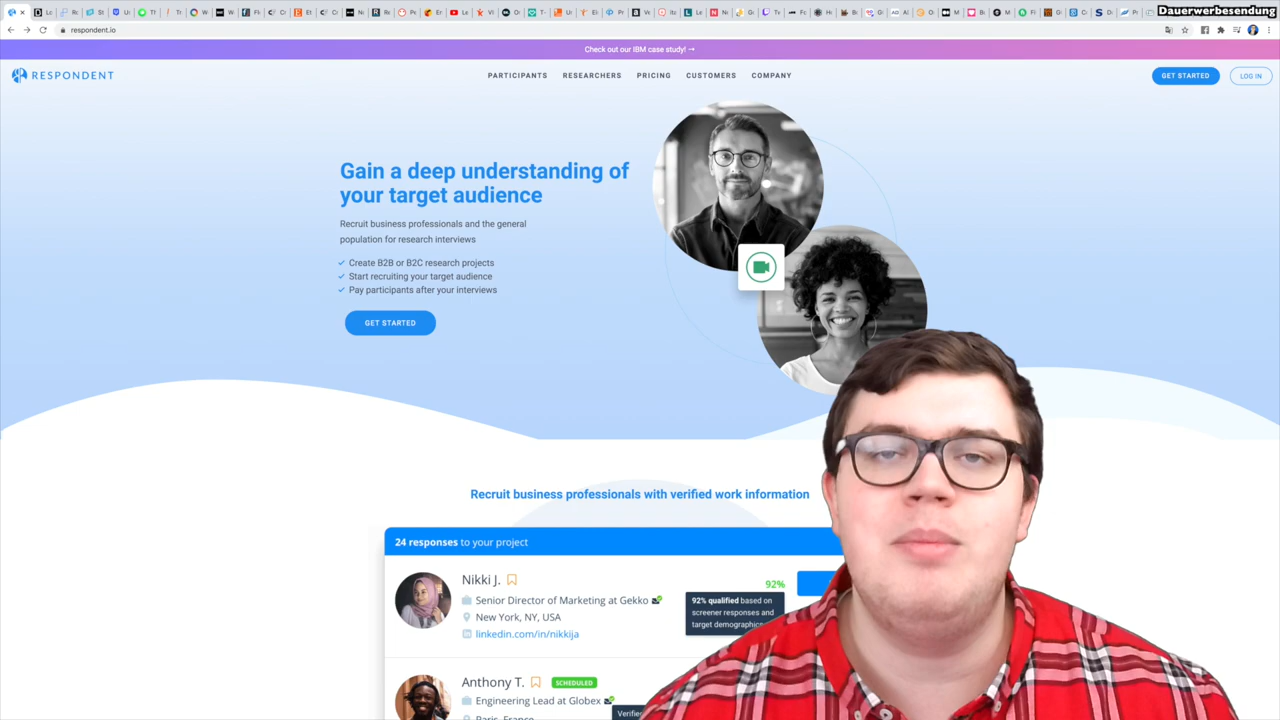 Dauerwerbesendung
respondent.io
Check out our IBM case study! →
RESPONDENT
PARTICIPANTS RESEARCHERS PRICING CUSTOMERS COMPANY
GET STARTED
LOG IN
Gain a deep understanding of
your target audience
Recruit business professionals and the general
population for research interviews
Create B2B or B2C research projects
Start recruiting your target audience
Pay participants after your interviews
GET STARTED
Recruit business professionals with verified work information
24 responses to your project
Nikki J.
92%
Senior Director of Marketing at Gekko
New York, NY, USA
linkedin.com/in/nikkija
92% qualified based on
screener responses and
target demographics
Anthony T.
SCHEDULED
Engineering Lead at Globex
Paris, France